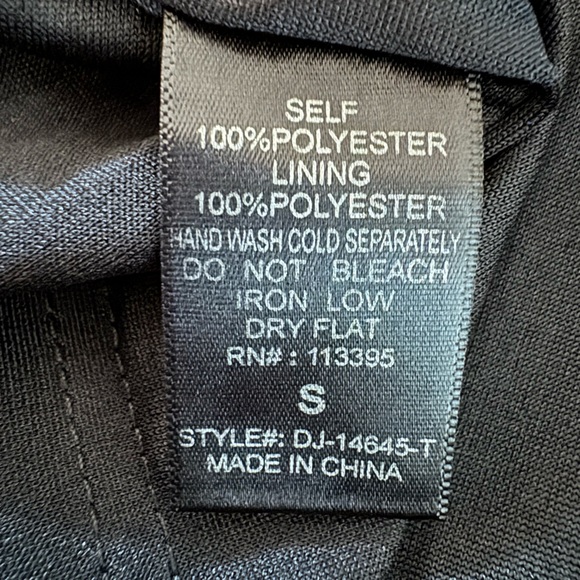 SELF
100%POLYESTER
LINING
100%POLYESTER
HAND WASH COLD SEPARATELY
DO NOT BLEACH
IRON LOW
DRY FLAT
RN# : 113395
S
STYLE#: DJ-14645-T
MADE IN CHINA